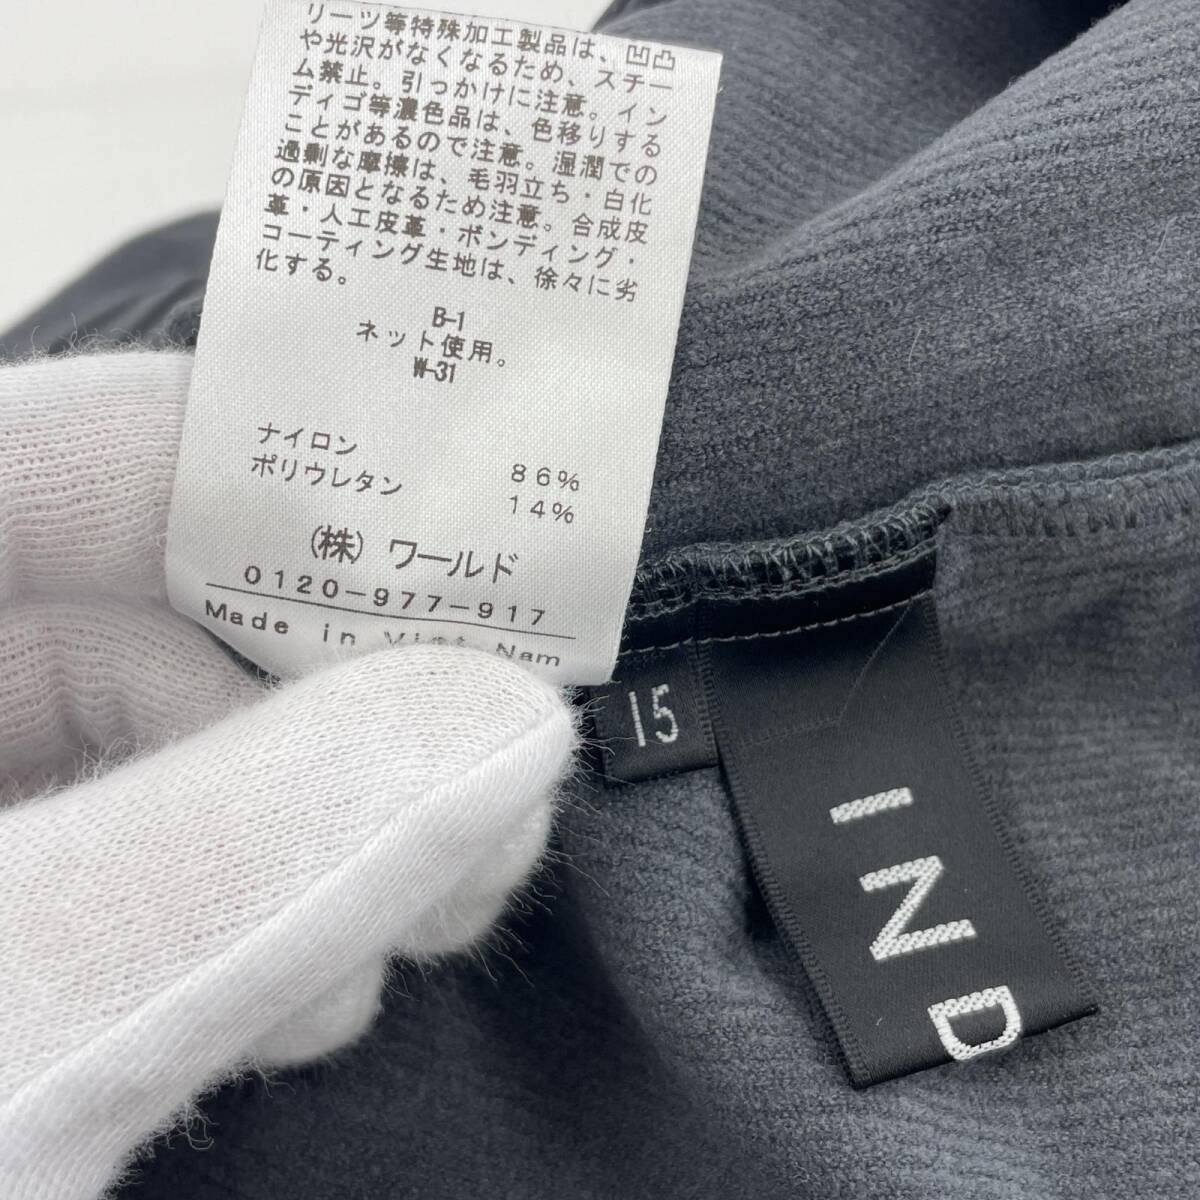 リーツ等特殊加工製品は、凹凸
や光沢がなくなるため、スチー
ム禁止。引っかけに注意。イン
ディゴ等濃色品は、色移りする
ことがあるので注意。湿潤での
過剰な摩擦は、毛羽立ち・白化
の原因となるため注意。合成皮
革・人工皮革・ボンディング・
コーティング生地は、徐々に劣
化する。
B-1
ネット使用。
W-31
ナイロン 86%
ポリウレタン 14%
(株) ワールド
0120-977-917
Made in Viet Nam
15
IND